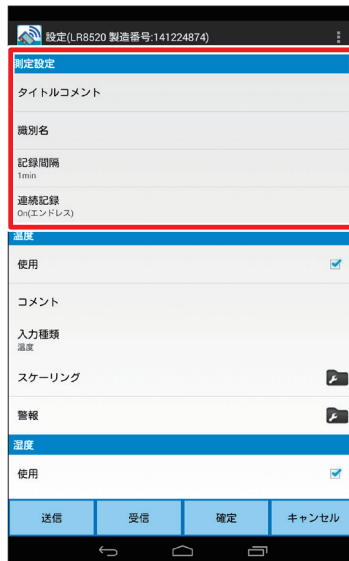 設定(LR8520 製造番号:141224874)
測定設定
タイトルコメント
識別名
記録間隔
1min
連続記録
On(エンドレス)
温度
使用
コメント
入力種類
温度
スケーリング
警報
湿度
使用
送信 受信 確定 キャンセル